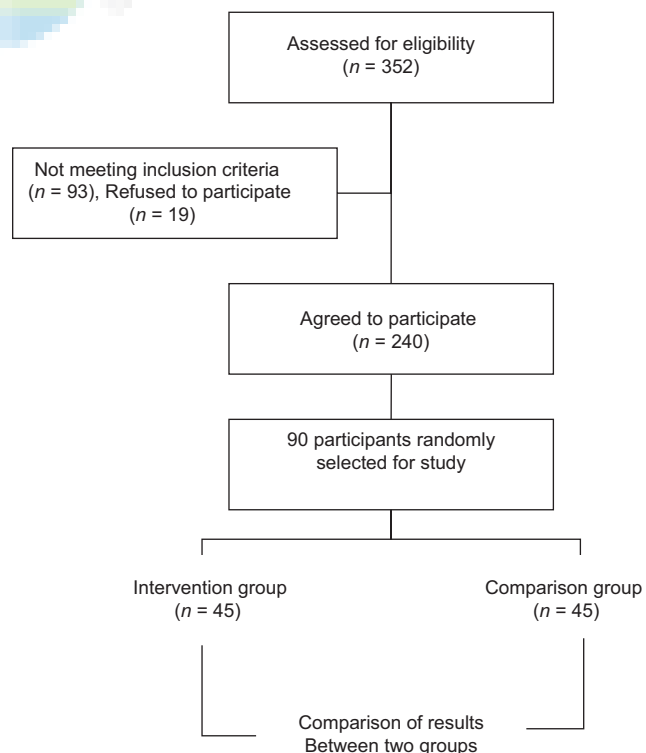 Assessed for eligibility
(n = 352)
Not meeting inclusion criteria
(n = 93), Refused to participate
(n = 19)
Agreed to participate
(n = 240)
90 participants randomly
selected for study
Intervention group
(n = 45)
Comparison group
(n = 45)
Comparison of results
Between two groups